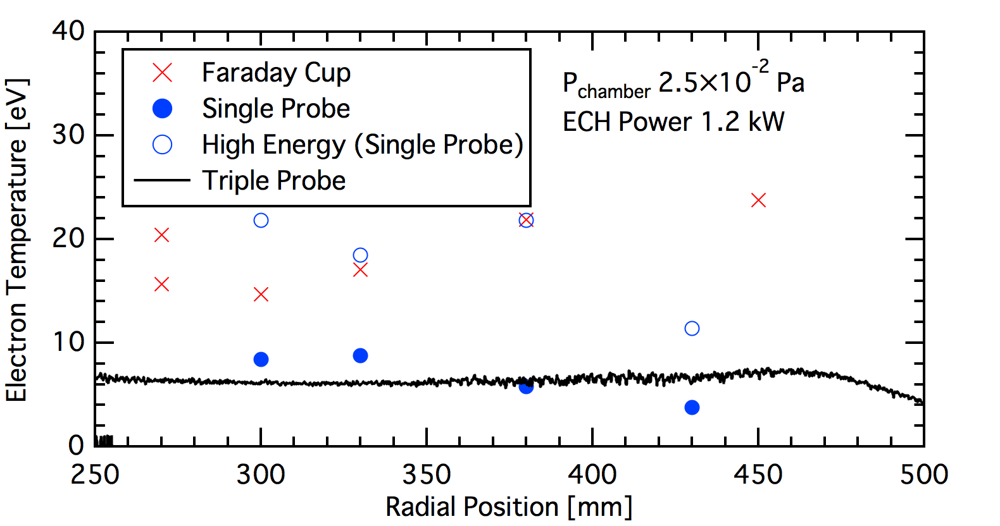 40
30
20
10
0
Electron Temperature [eV]
Faraday Cup
Single Probe
High Energy (Single Probe)
Triple Probe
Pchamber 2.5×10-2 Pa
ECH Power 1.2 kW
250 300 350 400 450 500
Radial Position [mm]